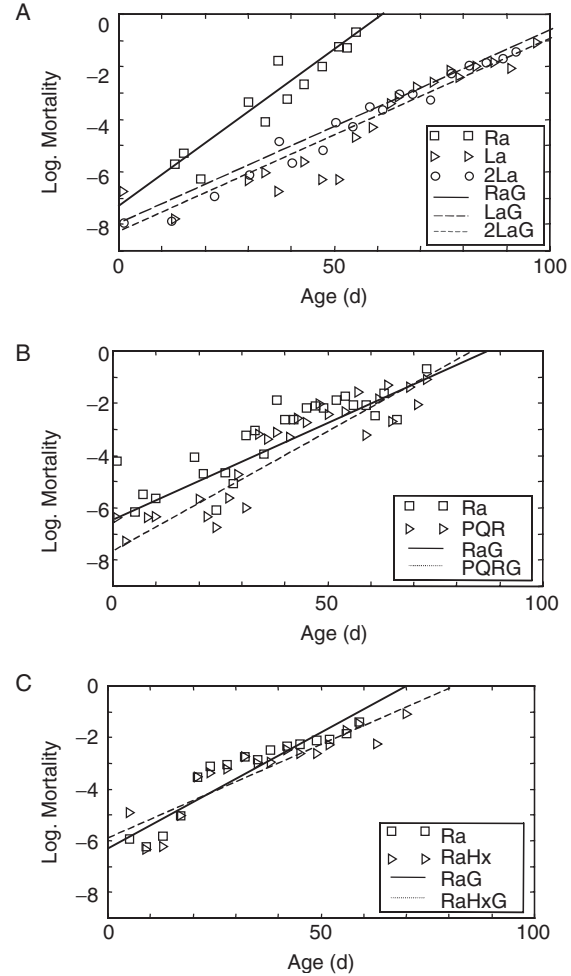 A
0
−2
−4
−6
−8
Log. Mortality
0
50
100
Age (d)
Ra
La
2La
RaG
LaG
2LaG
B
0
−2
−4
−6
−8
Log. Mortality
0
50
100
Age (d)
Ra
PQR
RaG
PQRG
C
0
−2
−4
−6
−8
Log. Mortality
0
50
100
Age (d)
Ra
RaHx
RaG
RaHxG